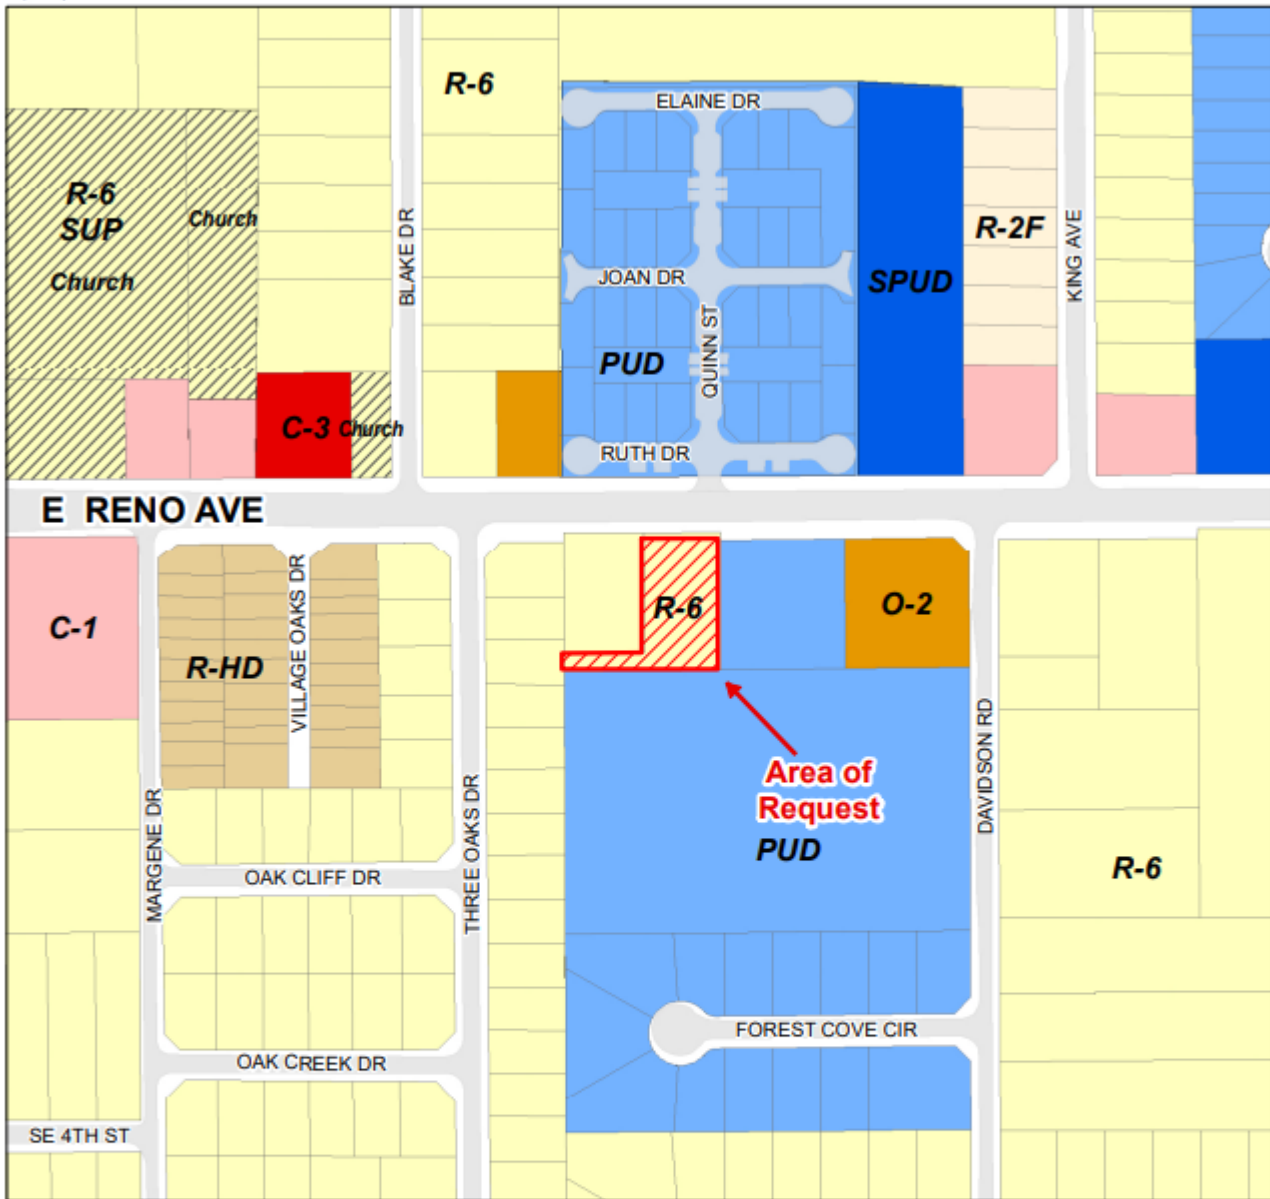 ELAINE DR
R-6
R-6
SUP
Church
Church
R-2F
BLAKE DR
KING AVE
JOAN DR
SPUD
QUINN ST
PUD
C-3
Church
RUTH DR
E RENO AVE
VILLAGE OAKS DR
R-6
O-2
C-1
R-HD
DAVIDSON RD
Area of
Request
MARGENE DR
THREE OAKS DR
PUD
R-6
OAK CLIFF DR
FOREST COVE CIR
OAK CREEK DR
SE 4TH ST